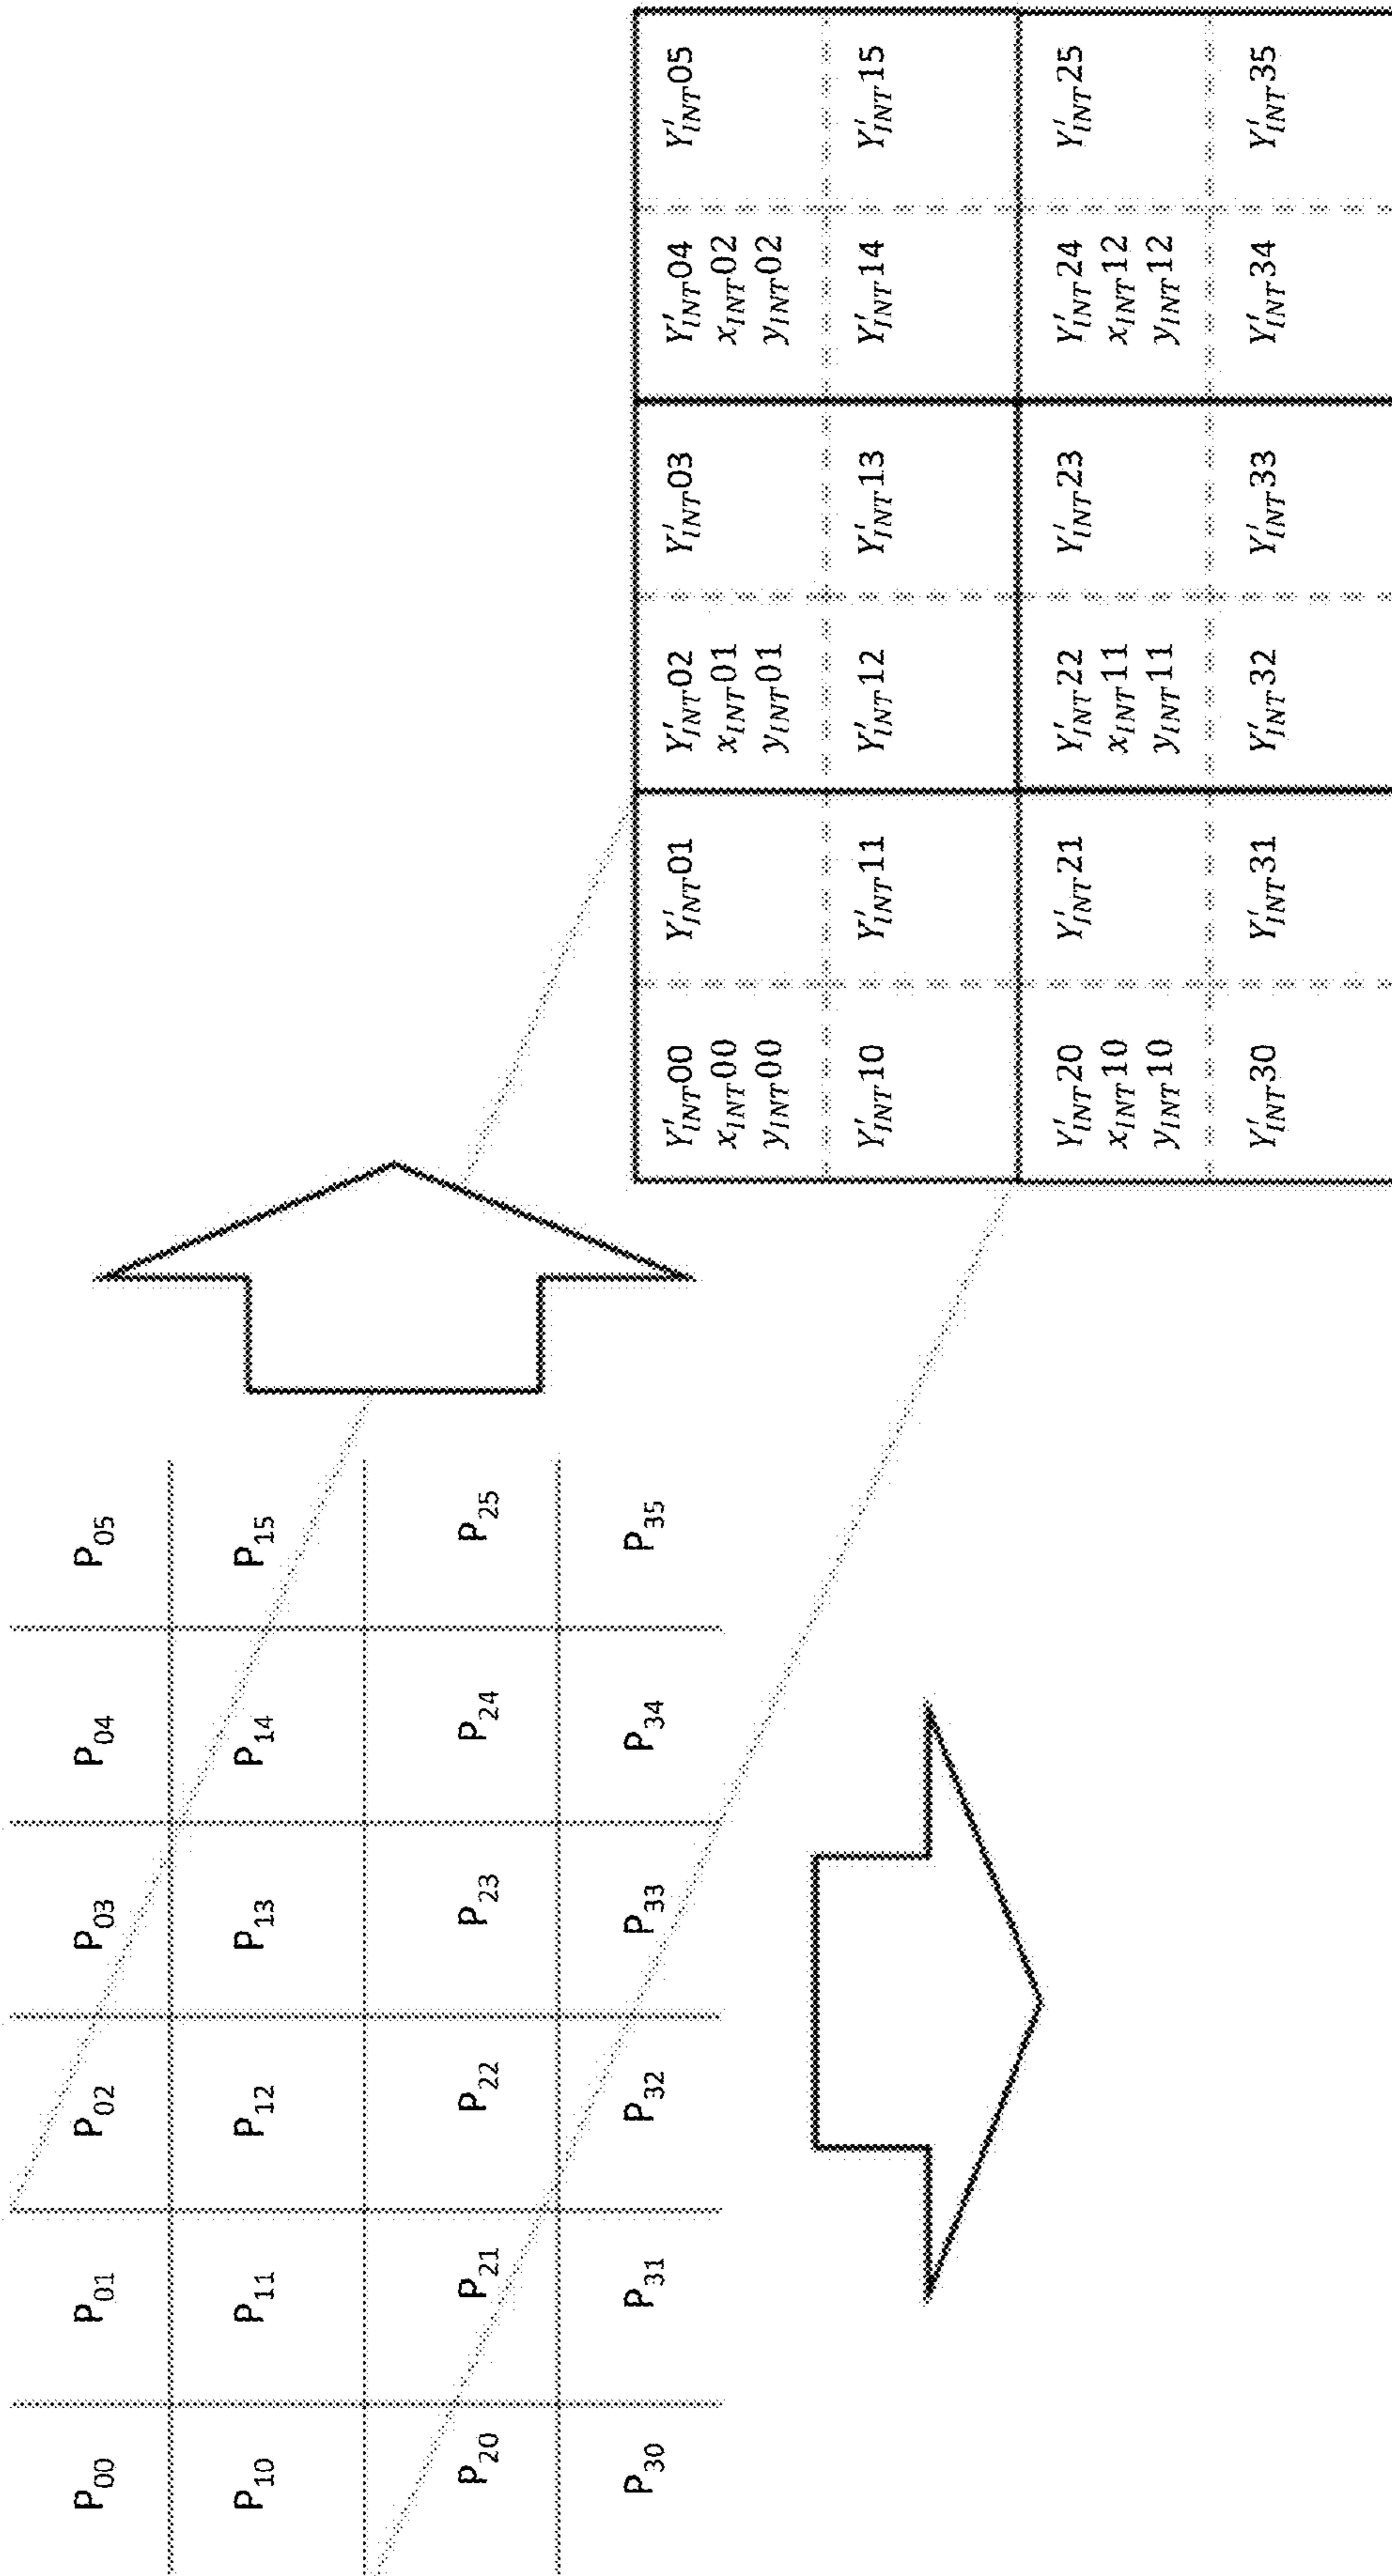 P₀₀ P₀₁ P₀₂ P₀₃ P₀₄ P₀₅
P₁₀ P₁₁ P₁₂ P₁₃ P₁₄ P₁₅
P₂₀ P₂₁ P₂₂ P₂₃ P₂₄ P₂₅
P₃₀ P₃₁ P₃₂ P₃₃ P₃₄ P₃₅
Y'INT00 Y'INT01 Y'INT02 Y'INT03 Y'INT04 Y'INT05
xINT00 xINT01 xINT02
yINT00 yINT01 yINT02
Y'INT10 Y'INT11 Y'INT12 Y'INT13 Y'INT14 Y'INT15
Y'INT20 Y'INT21 Y'INT22 Y'INT23 Y'INT24 Y'INT25
xINT10 xINT11 xINT12
yINT10 yINT11 yINT12
Y'INT30 Y'INT31 Y'INT32 Y'INT33 Y'INT34 Y'INT35